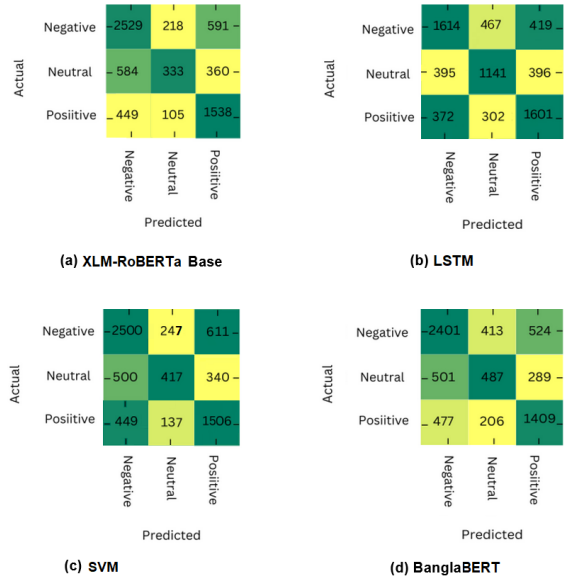 Negative 2529 218 591
Neutral 584 333 360
Posiitive 449 105 1538
Actual
Negative Neutral Posiitive
Predicted
(a) XLM-RoBERTa Base
Negative 1614 467 419
Neutral 395 1141 396
Posiitive 372 302 1601
Actual
Negative Neutral Posiitive
Predicted
(b) LSTM
Negative 2500 247 611
Neutral 500 417 340
Posiitive 449 137 1506
Actual
Negative Neutral Posiitive
Predicted
(c) SVM
Negative 2401 413 524
Neutral 501 487 289
Posiitive 477 206 1409
Actual
Negative Neutral Posiitive
Predicted
(d) BanglaBERT